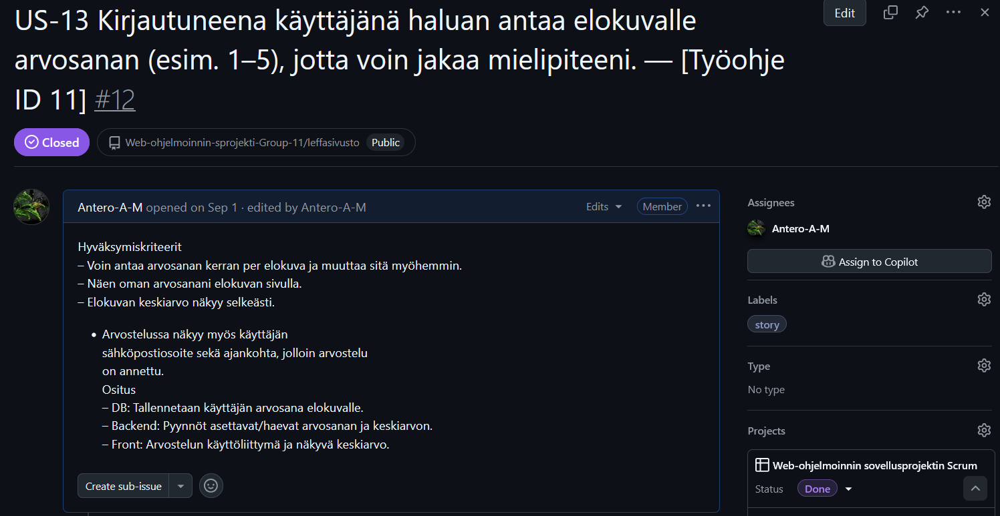 US-13 Kirjautuneena käyttäjänä haluan antaa elokuvalle
arvosanan (esim. 1–5), jotta voin jakaa mielipiteeni. — [Työohje
ID 11] #12
Edit
Closed
Web-ohjelmoinnin-sprojekti-Group-11/leffasivusto
Public
Antero-A-M opened on Sep 1 · edited by Antero-A-M
Edits
Member
Hyväksymiskriteerit
– Voin antaa arvosanan kerran per elokuva ja muuttaa sitä myöhemmin.
– Näen oman arvosanani elokuvan sivulla.
– Elokuvan keskiarvo näkyy selkeästi.
• Arvostelussa näkyy myös käyttäjän
sähköpostiosoite sekä ajankohta, jolloin arvostelu
on annettu.
Ositus
– DB: Tallennetaan käyttäjän arvosana elokuvalle.
– Backend: Pyynnöt asettavat/haevat arvosanan ja keskiarvon.
– Front: Arvostelun käyttöliittymä ja näkyvä keskiarvo.
Create sub-issue
Assignees
Antero-A-M
Assign to Copilot
Labels
story
Type
No type
Projects
Web-ohjelmoinnin sovellusprojektin Scrum
Status
Done